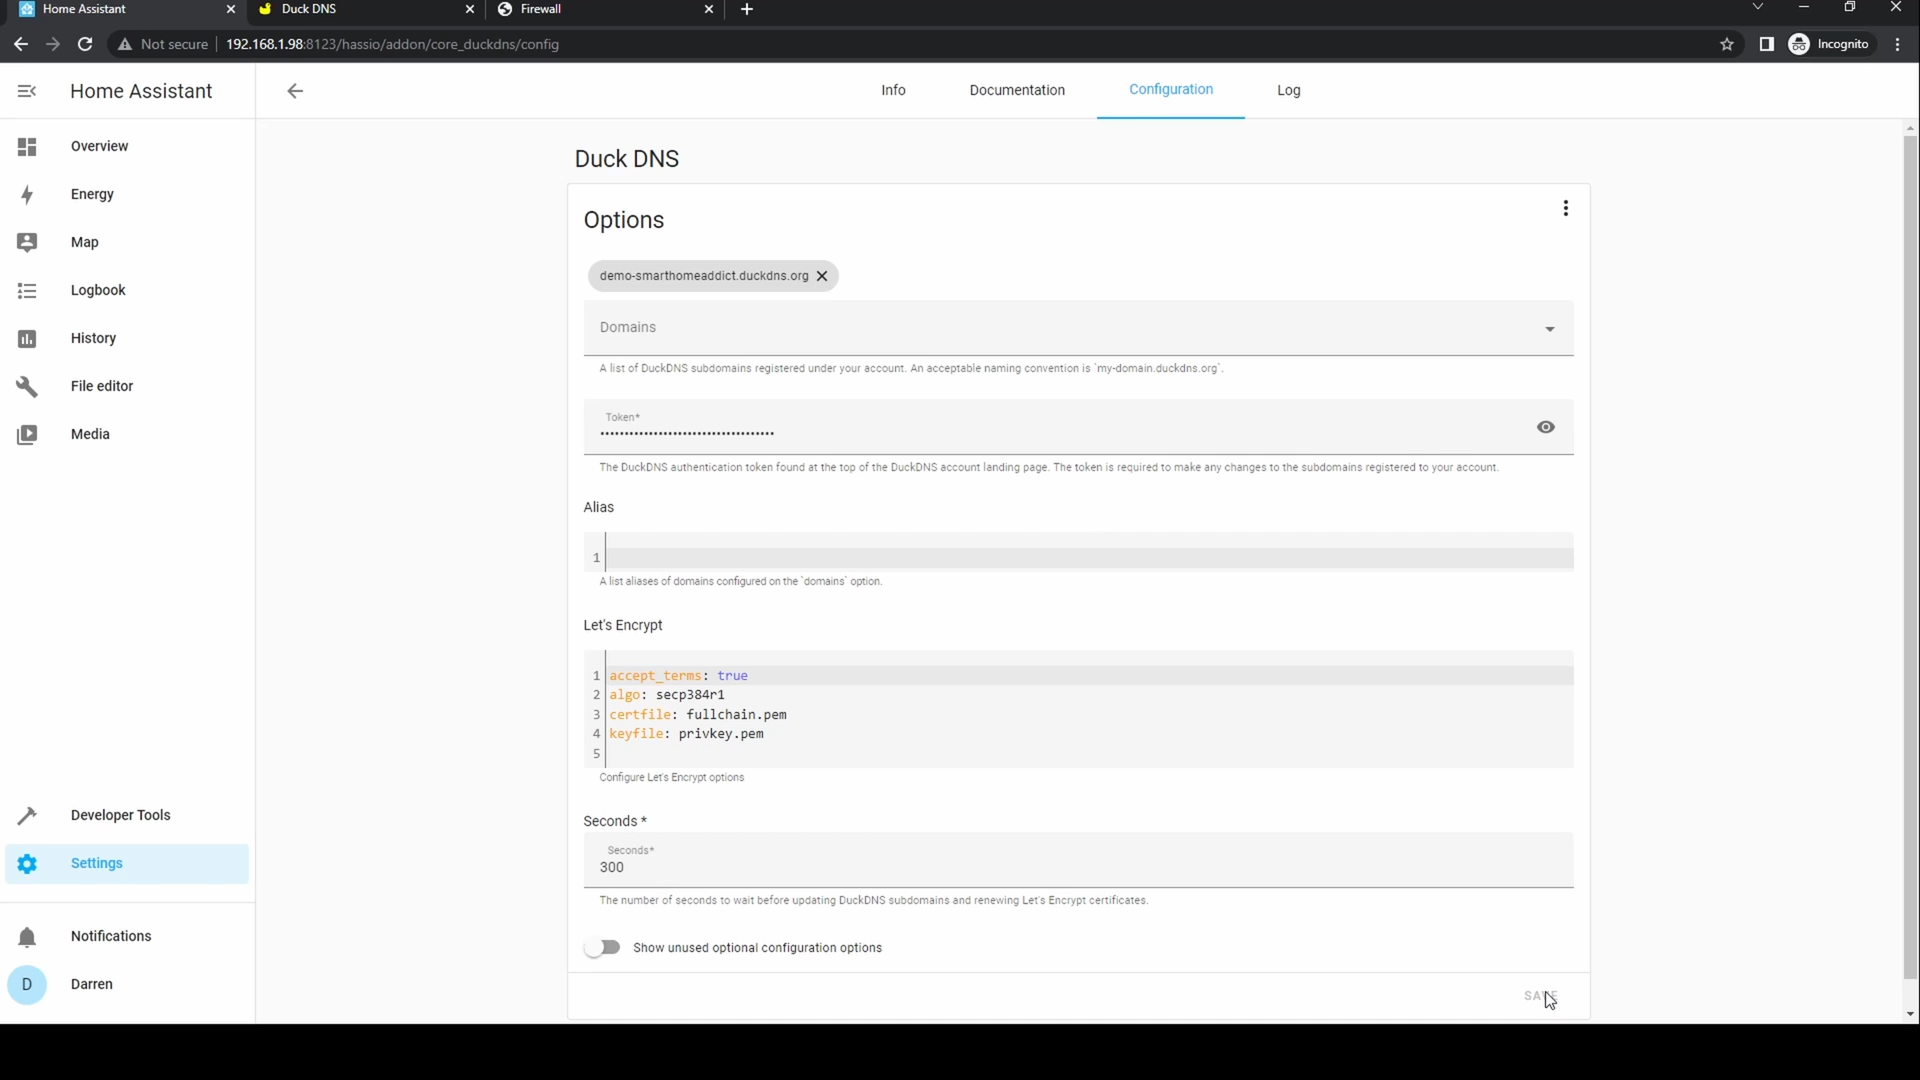 Home Assistant
Duck DNS
Firewall
Not secure
192.168.1.98:8123/hassio/addon/core_duckdns/config
Incognito
Home Assistant
Info
Documentation
Configuration
Log
Overview
Energy
Map
Logbook
History
File editor
Media
Developer Tools
Settings
Notifications
D
Darren
Duck DNS
Options
demo-smarthomeaddict.duckdns.org
Domains
A list of DuckDNS subdomains registered under your account. An acceptable naming convention is `my-domain.duckdns.org`.
Token*
••••••••••••••••••••••••••••••••••••
The DuckDNS authentication token found at the top of the DuckDNS account landing page. The token is required to make any changes to the subdomains registered to your account.
Alias
1
A list aliases of domains configured on the `domains` option.
Let's Encrypt
1 accept_terms: true
2 algo: secp384r1
3 certfile: fullchain.pem
4 keyfile: privkey.pem
5
Configure Let's Encrypt options
Seconds *
Seconds*
300
The number of seconds to wait before updating DuckDNS subdomains and renewing Let's Encrypt certificates.
Show unused optional configuration options
SAVE